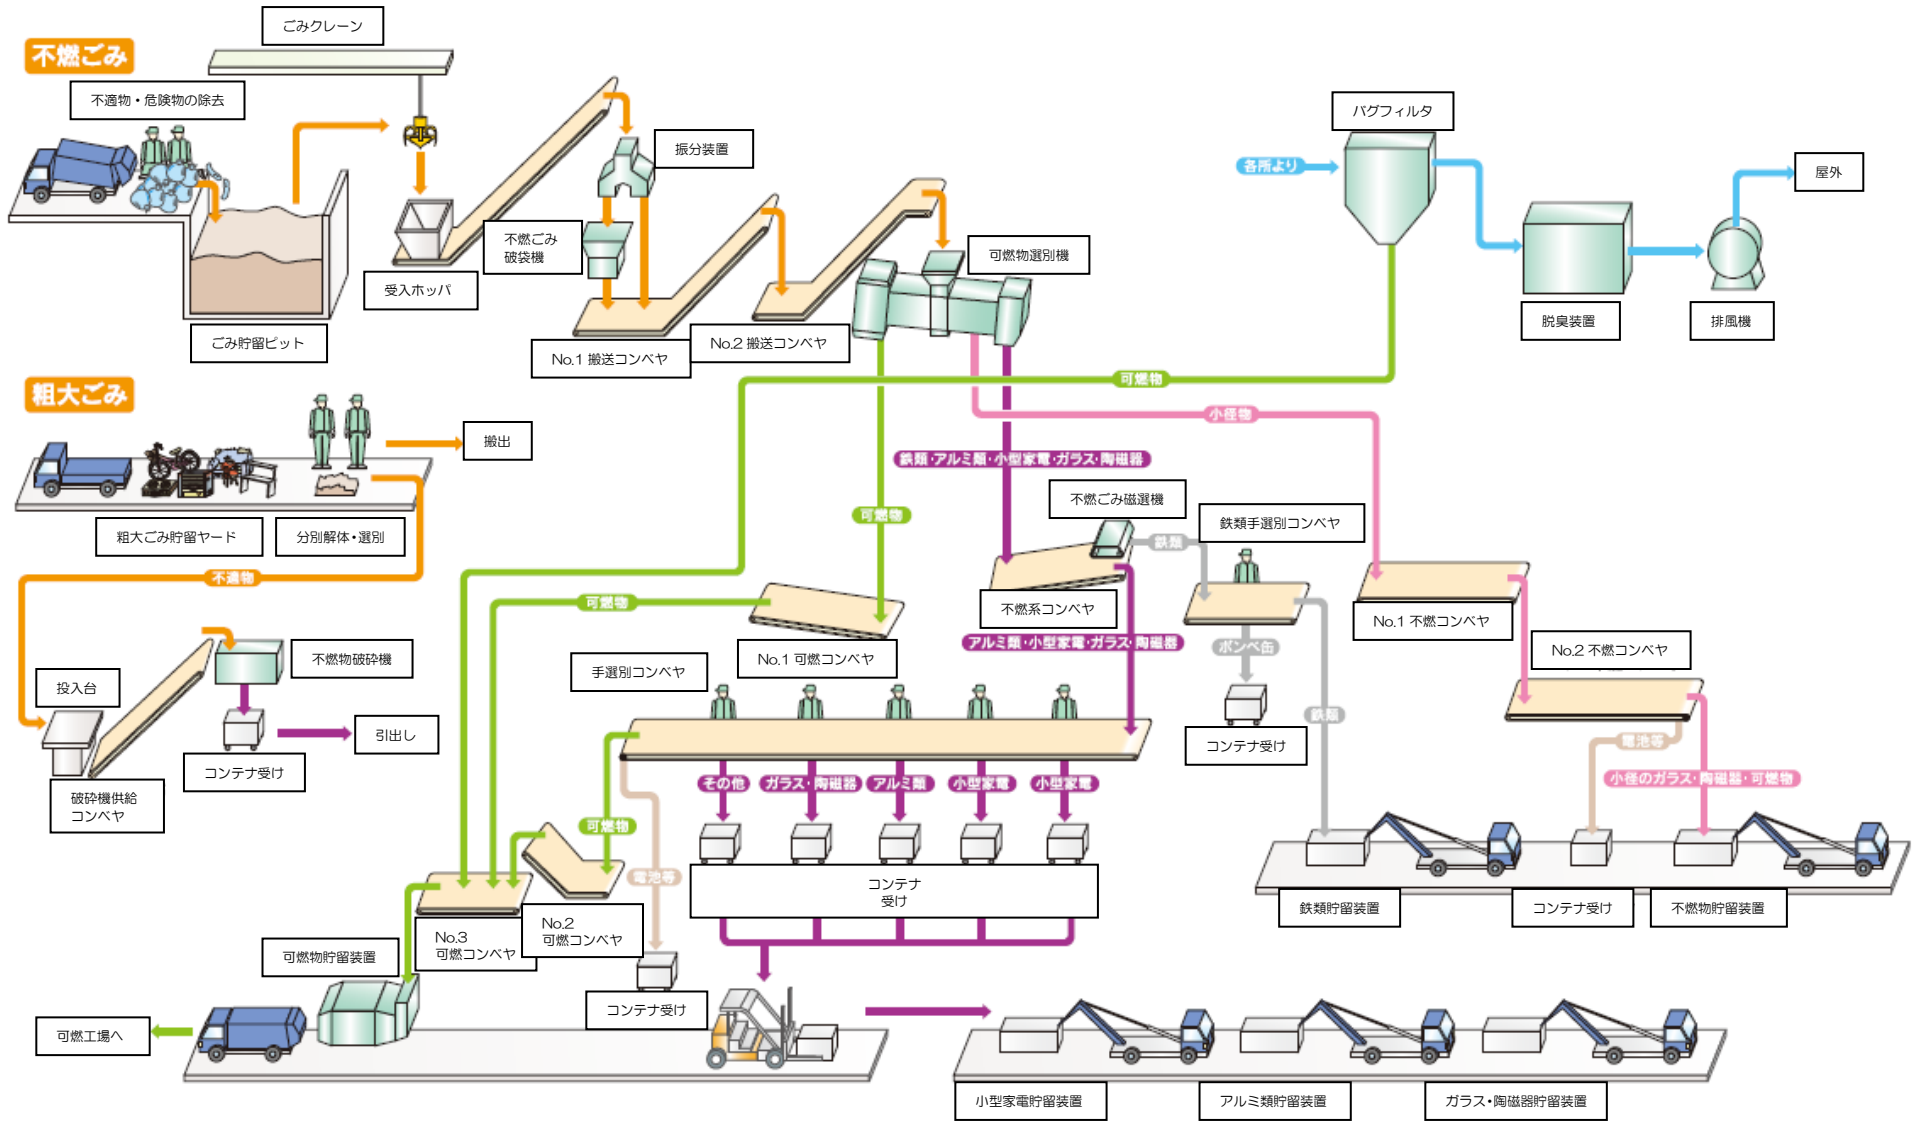 ごみクレーン
不燃ごみ
不適物・危険物の除去
バグフィルタ
振分装置
各所より
屋外
不燃ごみ
破袋機
可燃物選別機
受入ホッパ
脱臭装置
排風機
ごみ貯留ピット
No.1 搬送コンベヤ
No.2 搬送コンベヤ
可燃物
粗大ごみ
小径物
搬出
鉄類・アルミ類・小型家電・ガラス・陶磁器
不燃ごみ磁選機
可燃物
鉄類手選別コンベヤ
粗大ごみ貯留ヤード
分別解体・選別
鉄類
不適物
可燃物
不燃系コンベヤ
No.1 不燃コンベヤ
アルミ類・小型家電・ガラス・陶磁器
ボンベ缶
No.2 不燃コンベヤ
不燃物破砕機
No.1 可燃コンベヤ
手選別コンベヤ
投入台
鉄類
引出し
コンテナ受け
電池等
コンテナ受け
小径のガラス・陶磁器・可燃物
その他
ガラス・陶磁器
アルミ類
小型家電
小型家電
破砕機供給
コンベヤ
可燃物
電池等
コンテナ
受け
鉄類貯留装置
コンテナ受け
不燃物貯留装置
No.3
可燃コンベヤ
No.2
可燃コンベヤ
可燃物貯留装置
コンテナ受け
可燃工場へ
小型家電貯留装置
アルミ類貯留装置
ガラス・陶磁器貯留装置